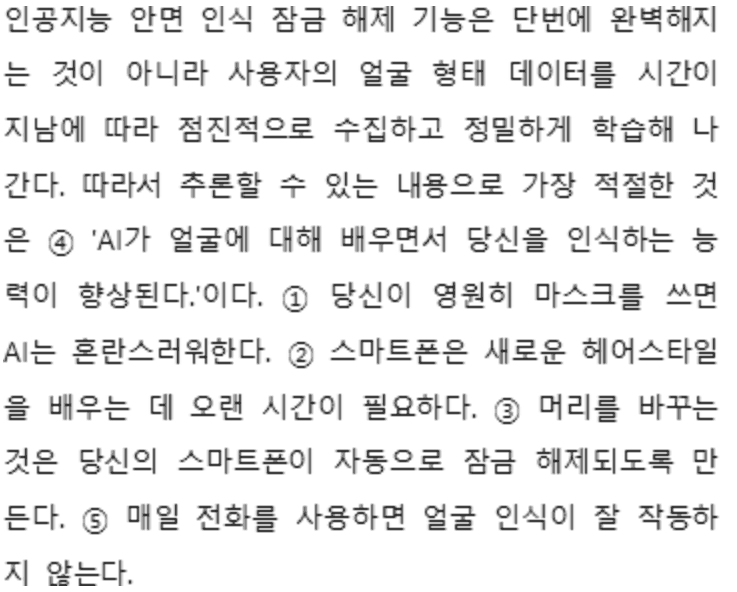 인공지능 안면 인식 잠금 해제 기능은 단번에 완벽해지
는 것이 아니라 사용자의 얼굴 형태 데이터를 시간이
지남에 따라 점진적으로 수집하고 정밀하게 학습해 나
간다. 따라서 추론할 수 있는 내용으로 가장 적절한 것
은 ④ 'AI가 얼굴에 대해 배우면서 당신을 인식하는 능
력이 향상된다.'이다. ① 당신이 영원히 마스크를 쓰면
AI는 혼란스러워한다. ② 스마트폰은 새로운 헤어스타일
을 배우는 데 오랜 시간이 필요하다. ③ 머리를 바꾸는
것은 당신의 스마트폰이 자동으로 잠금 해제되도록 만
든다. ⑤ 매일 전화를 사용하면 얼굴 인식이 잘 작동하
지 않는다.